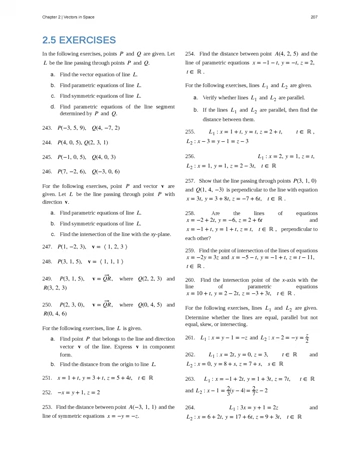 Chapter 2 | Vectors in Space
267
2.5 EXERCISES
In the following exercises, points P and Q are given. Let
L be the line passing through points P and Q.
a. Find the vector equation of line L.
b. Find parametric equations of line L.
c. Find symmetric equations of line L.
d. Find parametric equations of the line segment
determined by P and Q.
243. P(−3, 5, 9), Q(4, −7, 2)
244. P(4, 0, 5), Q(2, 3, 1)
245. P(−1, 0, 5), Q(4, 0, 3)
246. P(7, −2, 6), Q(−3, 0, 6)
For the following exercises, point P and vector v are
given. Let L be the line passing through point P with
direction v.
a. Find parametric equations of line L.
b. Find symmetric equations of line L.
c. Find the intersection of the line with the xy-plane.
247. P(1, −2, 3), v = ⟨ 1, 2, 3 ⟩
248. P(3, 1, 5), v = ⟨ 1, 1, 1 ⟩
249. P(3, 1, 5), v = QR, where Q(2, 2, 3) and
R(3, 2, 3)
250. P(2, 3, 0), v = QR, where Q(0, 4, 5) and
R(0, 4, 6)
For the following exercises, line L is given.
a. Find point P that belongs to the line and direction
vector v of the line. Express v in component
form.
b. Find the distance from the origin to line L.
251. x = 1 + t, y = 3 + t, z = 5 + 4t, t ∈ ℝ
252. −x = y + 1, z = 2
253. Find the distance between point A(−3, 1, 1) and the
line of symmetric equations x = −y = −z.
254. Find the distance between point A(4, 2, 5) and the
line of parametric equations x = −1 − t, y = −t, z = 2,
t ∈ ℝ .
For the following exercises, lines L1 and L2 are given.
a. Verify whether lines L1 and L2 are parallel.
b. If the lines L1 and L2 are parallel, then find the
distance between them.
255. L1 : x = 1 + t, y = t, z = 2 + t, t ∈ ℝ ,
L2 : x − 3 = y − 1 = z − 3
256. L1 : x = 2, y = 1, z = t,
L2 : x = 1, y = 1, z = 2 − 3t, t ∈ ℝ
257. Show that the line passing through points P(3, 1, 0)
and Q(1, 4, −3) is perpendicular to the line with equation
x = 3t, y = 3 + 8t, z = −7 + 6t, t ∈ ℝ .
258. Are the lines of equations
x = −2 + 2t, y = −6, z = 2 + 6t and
x = −1 + t, y = 1 + t, z = t, t ∈ ℝ , perpendicular to
each other?
259. Find the point of intersection of the lines of equations
x = −2y = 3z and x = −5 − t, y = −1 + t, z = t − 11,
t ∈ ℝ .
260. Find the intersection point of the x-axis with the
line of parametric equations
x = 10 + t, y = 2 − 2t, z = −3 + 3t, t ∈ ℝ .
For the following exercises, lines L1 and L2 are given.
Determine whether the lines are equal, parallel but not
equal, skew, or intersecting.
261. L1 : x = y − 1 = −z and L2 : x − 2 = −y = z/2
262. L1 : x = 2t, y = 0, z = 3, t ∈ ℝ and
L2 : x = 0, y = 8 + s, z = 7 + s, s ∈ ℝ
263. L1 : x = −1 + 2t, y = 1 + 3t, z = 7t, t ∈ ℝ
and L2 : x − 1 = 2/3(y − 4) = 2/7z − 2
264. L1 : 3x = y + 1 = 2z and
L2 : x = 6 + 2t, y = 17 + 6t, z = 9 + 3t, t ∈ ℝ